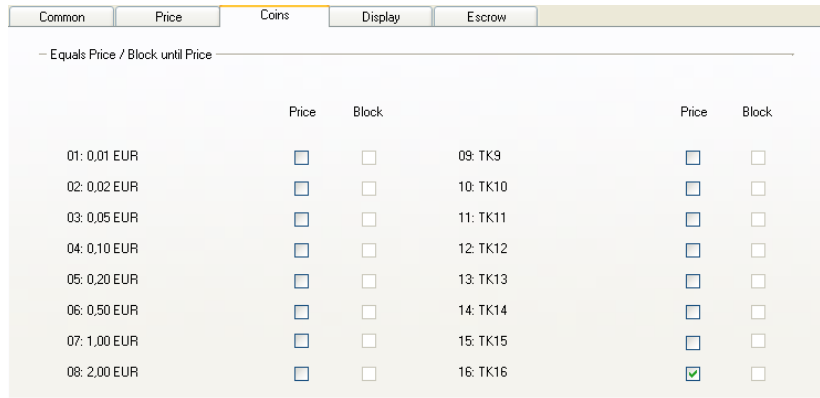 Common Price Coins Display Escrow
Equals Price / Block until Price
Price Block Price Block
01: 0,01 EUR 09: TK9
02: 0,02 EUR 10: TK10
03: 0,05 EUR 11: TK11
04: 0,10 EUR 12: TK12
05: 0,20 EUR 13: TK13
06: 0,50 EUR 14: TK14
07: 1,00 EUR 15: TK15
08: 2,00 EUR 16: TK16